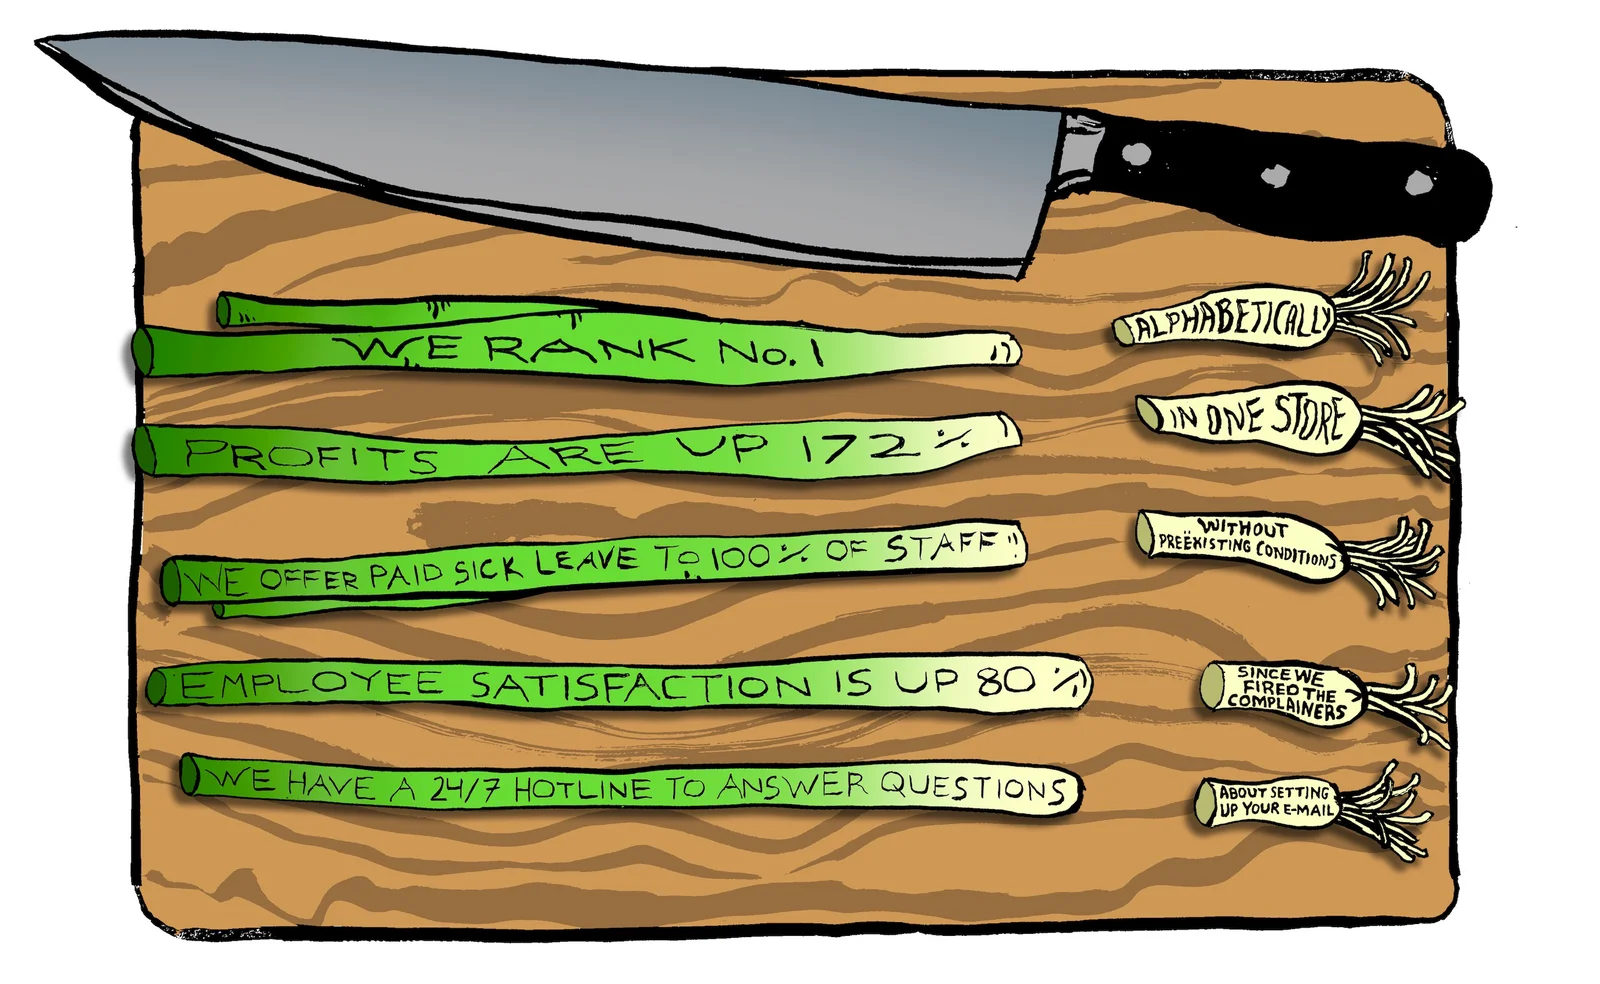 WE RANK No. 1
ALPHABETICALLY
PROFITS ARE UP 172%
IN ONE STORE
WE OFFER PAID SICK LEAVE TO 100% OF STAFF
WITHOUT
PREËXISTING CONDITIONS
EMPLOYEE SATISFACTION IS UP 80%
SINCE WE
FIRED THE
COMPLAINERS
WE HAVE A 24/7 HOTLINE TO ANSWER QUESTIONS
ABOUT SETTING
UP YOUR E-MAIL